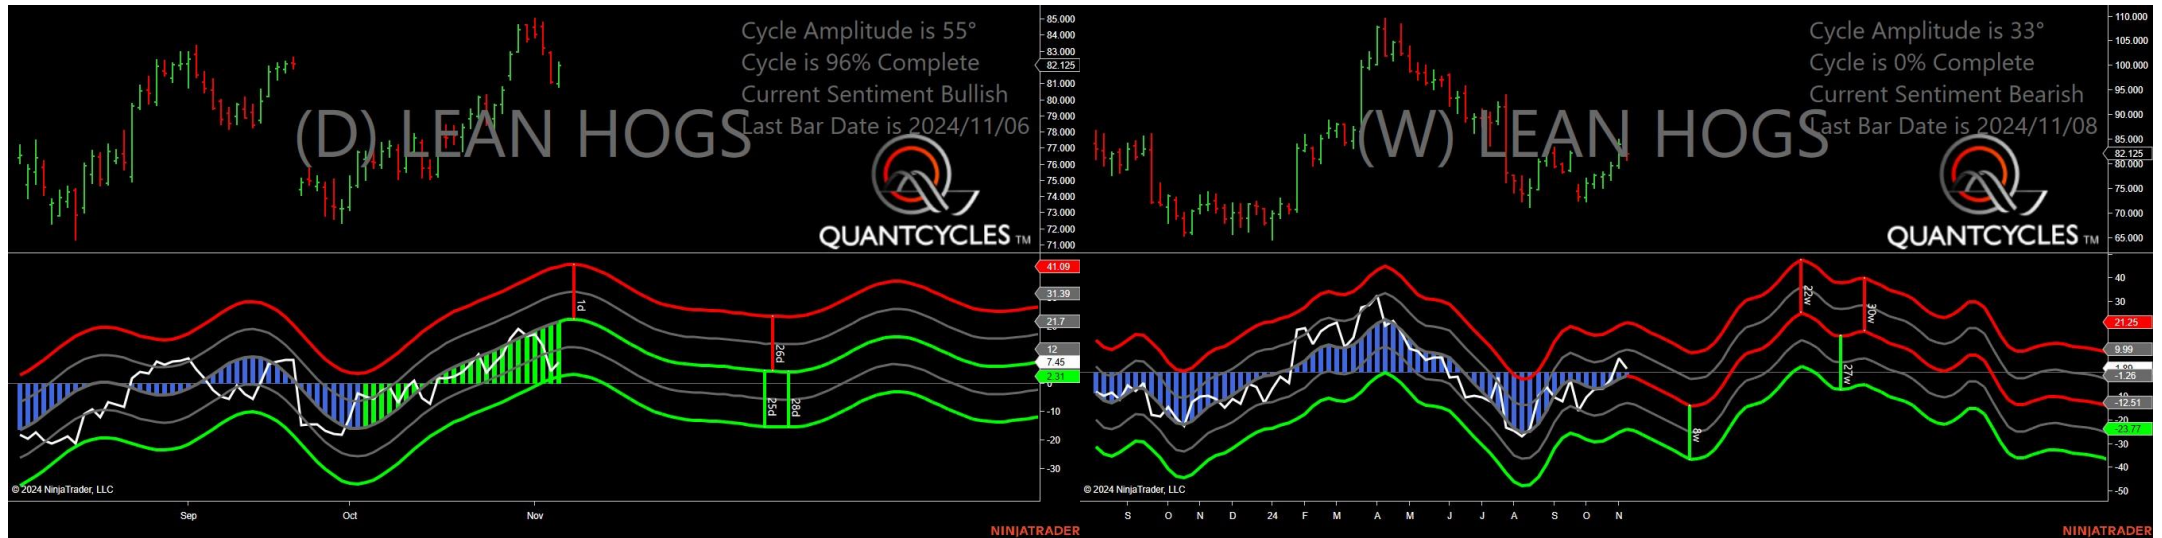 Cycle Amplitude is 55°
Cycle is 96% Complete
Current Sentiment Bullish
Last Bar Date is 2024/11/06
(D) LEAN HOGS
QUANTCYCLES TM
85.000
84.000
83.000
82.125
81.000
80.000
79.000
78.000
77.000
76.000
75.000
74.000
73.000
72.000
71.000
41.09
31.39
21.7
12
7.45
2.31
-10
-20
-30
1d
26d
25d
28d
© 2024 NinjaTrader, LLC
Sep Oct Nov
NINJATRADER
Cycle Amplitude is 33°
Cycle is 0% Complete
Current Sentiment Bearish
Last Bar Date is 2024/11/08
(W) LEAN HOGS
QUANTCYCLES TM
110.000
105.000
100.000
95.000
90.000
85.000
82.125
80.000
75.000
70.000
65.000
40
30
21.25
9.99
-1.26
-12.51
-23.77
-30
-40
-50
22w
30w
27w
8w
© 2024 NinjaTrader, LLC
S O N D 24 F M A M J J A S O N
NINJATRADER